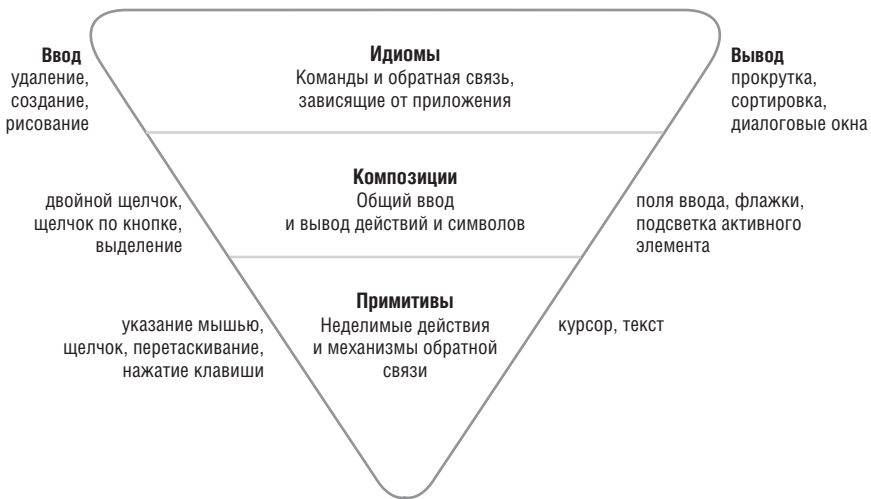 Ввод
удаление,
создание,
рисование
Идиомы
Команды и обратная связь,
зависящие от приложения
Вывод
прокрутка,
сортировка,
диалоговые окна
двойной щелчок,
щелчок по кнопке,
выделение
Композиции
Общий ввод
и вывод действий и символов
поля ввода, флажки,
подсветка активного
элемента
указание мышью,
щелчок, перетаскивание,
нажатие клавиши
Примитивы
Неделимые действия
и механизмы обратной
связи
курсор, текст